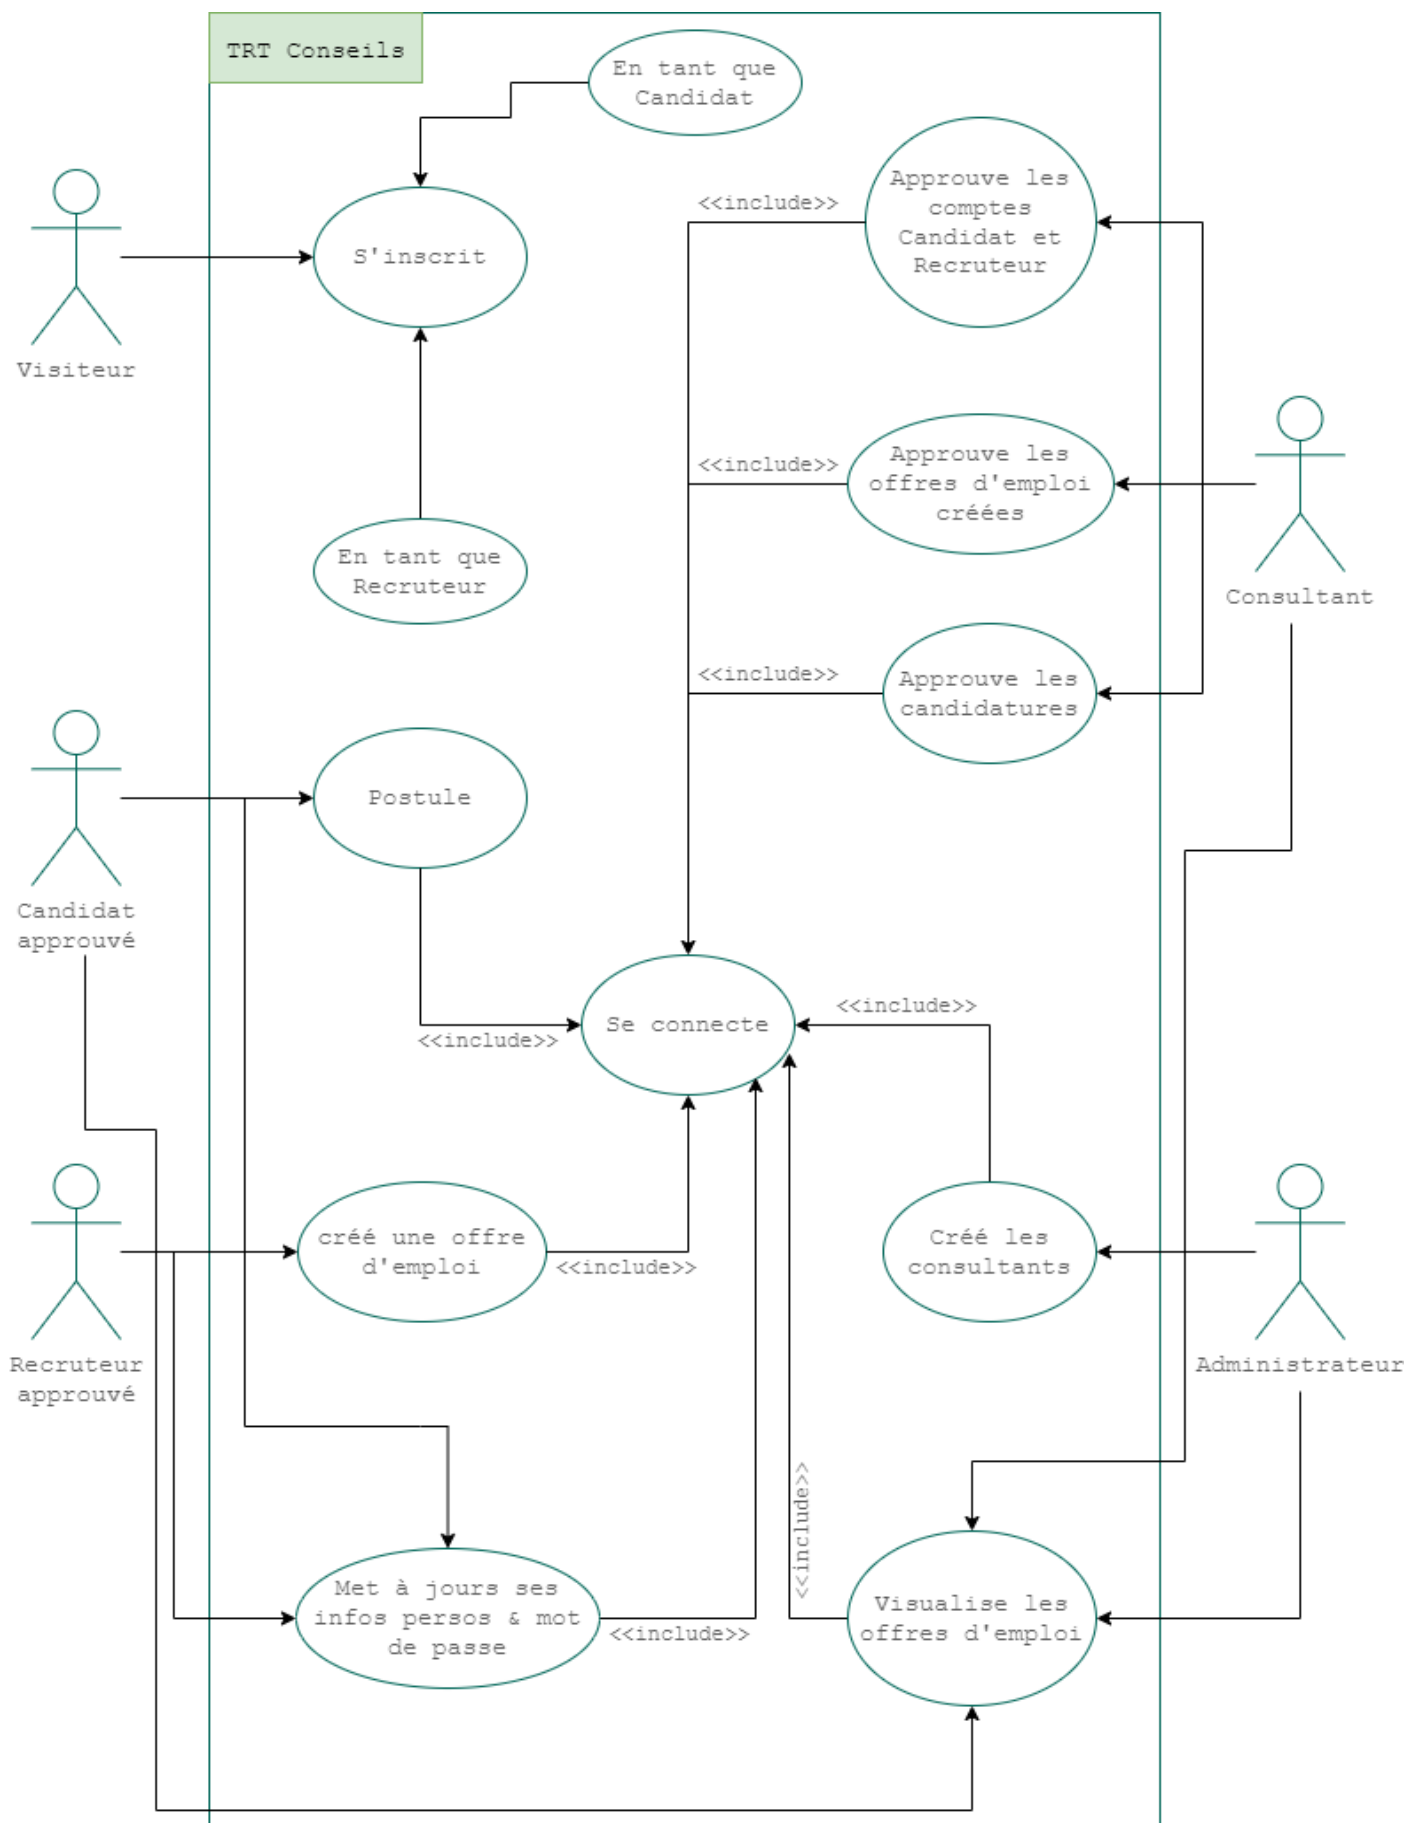 TRT Conseils
En tant que
Candidat
Approuve les
comptes
Candidat et
Recruteur
<<include>>
S'inscrit
Visiteur
<<include>>
Approuve les
offres d'emploi
créées
En tant que
Recruteur
Consultant
<<include>>
Approuve les
candidatures
Postule
Candidat
approuvé
Se connecte
<<include>>
<<include>>
créé une offre
d'emploi
<<include>>
Créé les
consultants
Recruteur
approuvé
Administrateur
<<include>>
Met à jours ses
infos persos & mot
de passe
<<include>>
Visualise les
offres d'emploi